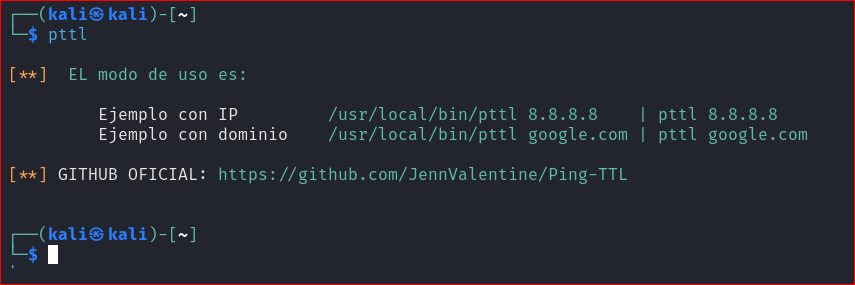 ┌──(kali㉿kali)-[~]
└─$ pttl
[**]  EL modo de uso es:
Ejemplo con IP         /usr/local/bin/pttl 8.8.8.8    | pttl 8.8.8.8
Ejemplo con dominio    /usr/local/bin/pttl google.com | pttl google.com
[**] GITHUB OFICIAL: https://github.com/JennValentine/Ping-TTL
┌──(kali㉿kali)-[~]
└─$